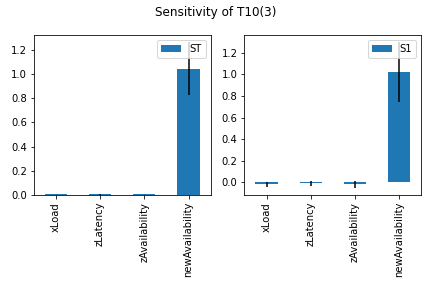 Sensitivity of T10(3)
ST
1.2
1.0
0.8
0.6
0.4
0.2
0.0
xLoad
zLatency
zAvailability
newAvailability
S1
1.2
1.0
0.8
0.6
0.4
0.2
0.0
xLoad
zLatency
zAvailability
newAvailability